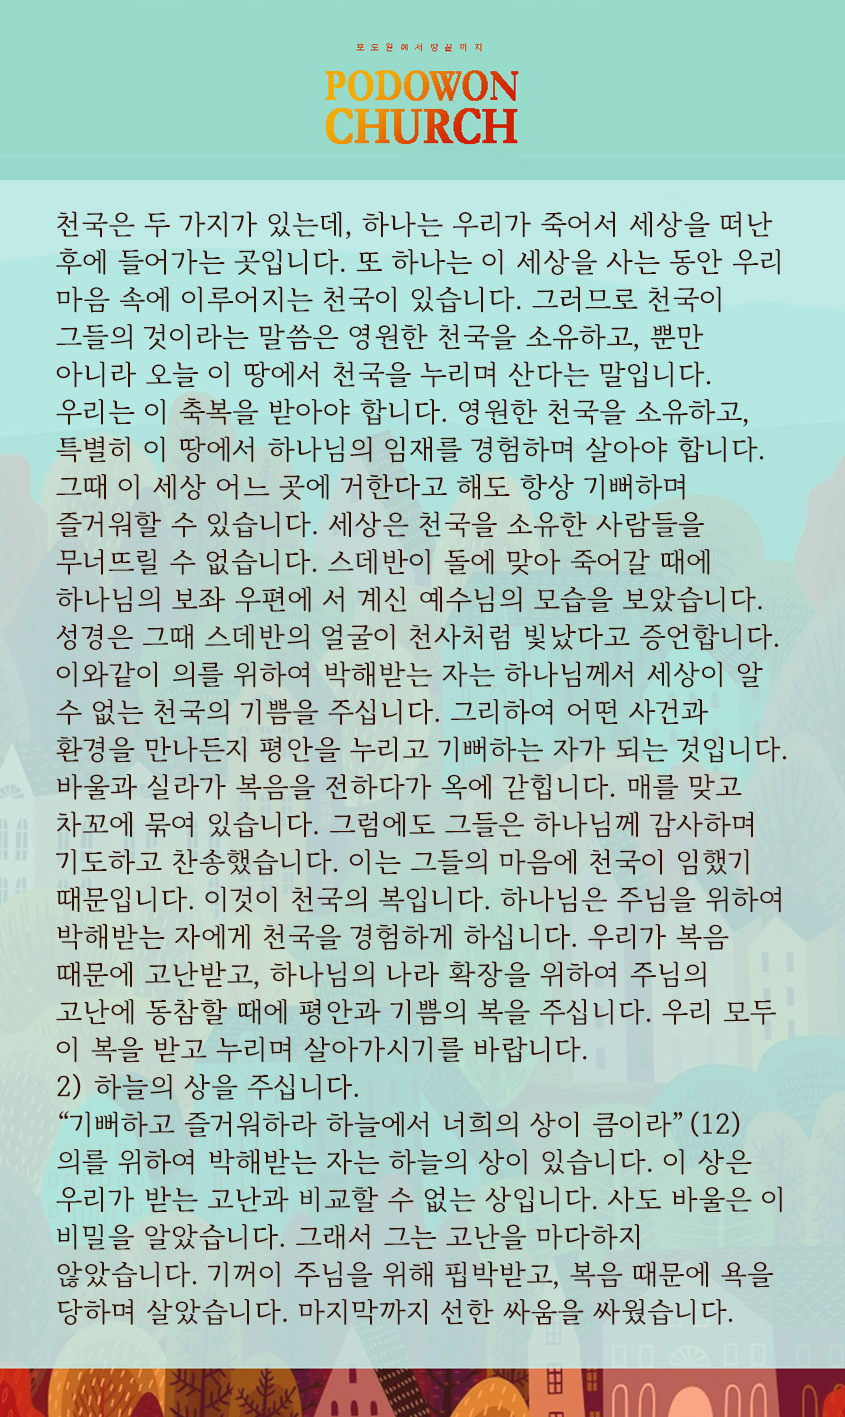 포도원에서땅끝까지
PODOWON
CHURCH
천국은 두 가지가 있는데, 하나는 우리가 죽어서 세상을 떠난
후에 들어가는 곳입니다. 또 하나는 이 세상을 사는 동안 우리
마음 속에 이루어지는 천국이 있습니다. 그러므로 천국이
그들의 것이라는 말씀은 영원한 천국을 소유하고, 뿐만
아니라 오늘 이 땅에서 천국을 누리며 산다는 말입니다.
우리는 이 축복을 받아야 합니다. 영원한 천국을 소유하고,
특별히 이 땅에서 하나님의 임재를 경험하며 살아야 합니다.
그때 이 세상 어느 곳에 거한다고 해도 항상 기뻐하며
즐거워할 수 있습니다. 세상은 천국을 소유한 사람들을
무너뜨릴 수 없습니다. 스데반이 돌에 맞아 죽어갈 때에
하나님의 보좌 우편에 서 계신 예수님의 모습을 보았습니다.
성경은 그때 스데반의 얼굴이 천사처럼 빛났다고 증언합니다.
이와같이 의를 위하여 박해받는 자는 하나님께서 세상이 알
수 없는 천국의 기쁨을 주십니다. 그리하여 어떤 사건과
환경을 만나든지 평안을 누리고 기뻐하는 자가 되는 것입니다.
바울과 실라가 복음을 전하다가 옥에 갇힙니다. 매를 맞고
차꼬에 묶여 있습니다. 그럼에도 그들은 하나님께 감사하며
기도하고 찬송했습니다. 이는 그들의 마음에 천국이 임했기
때문입니다. 이것이 천국의 복입니다. 하나님은 주님을 위하여
박해받는 자에게 천국을 경험하게 하십니다. 우리가 복음
때문에 고난받고, 하나님의 나라 확장을 위하여 주님의
고난에 동참할 때에 평안과 기쁨의 복을 주십니다. 우리 모두
이 복을 받고 누리며 살아가시기를 바랍니다.
2) 하늘의 상을 주십니다.
“기뻐하고 즐거워하라 하늘에서 너희의 상이 큼이라” (12)
의를 위하여 박해받는 자는 하늘의 상이 있습니다. 이 상은
우리가 받는 고난과 비교할 수 없는 상입니다. 사도 바울은 이
비밀을 알았습니다. 그래서 그는 고난을 마다하지
않았습니다. 기꺼이 주님을 위해 핍박받고, 복음 때문에 욕을
당하며 살았습니다. 마지막까지 선한 싸움을 싸웠습니다.